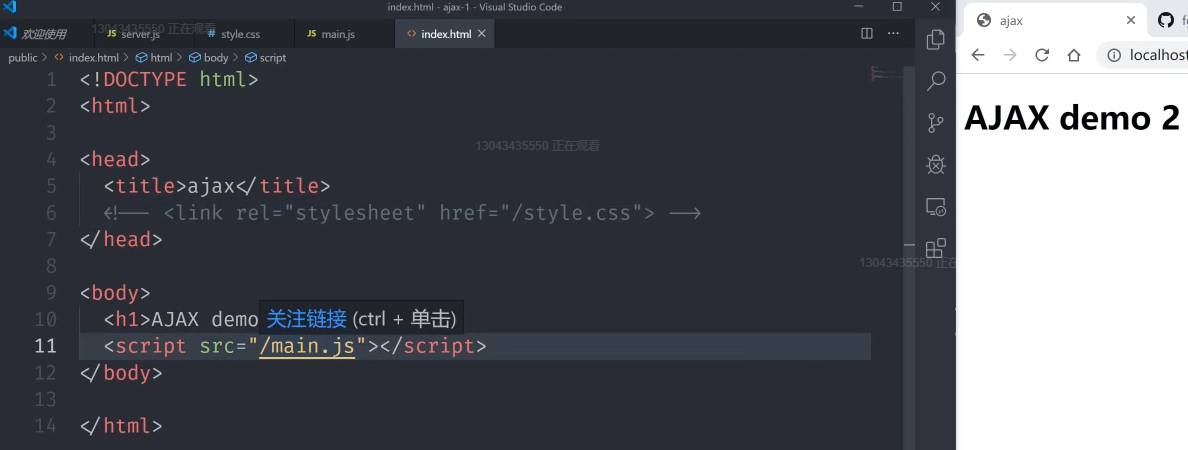 index.html - ajax-1 - Visual Studio Code
欢迎使用 server.js style.css main.js index.html
public > index.html > html > body > script
1 <!DOCTYPE html>
2 <html>
3
4 <head>
5 <title>ajax</title>
6 <!-- <link rel="stylesheet" href="/style.css"> -->
7 </head>
8
9 <body>
10 <h1>AJAX demo
关注链接 (ctrl + 单击)
11 <script src="/main.js"></script>
12 </body>
13
14 </html>
13043435550 正在观看
13043435550 正在观看
13043435550 正在
ajax
localhost
AJAX demo 2